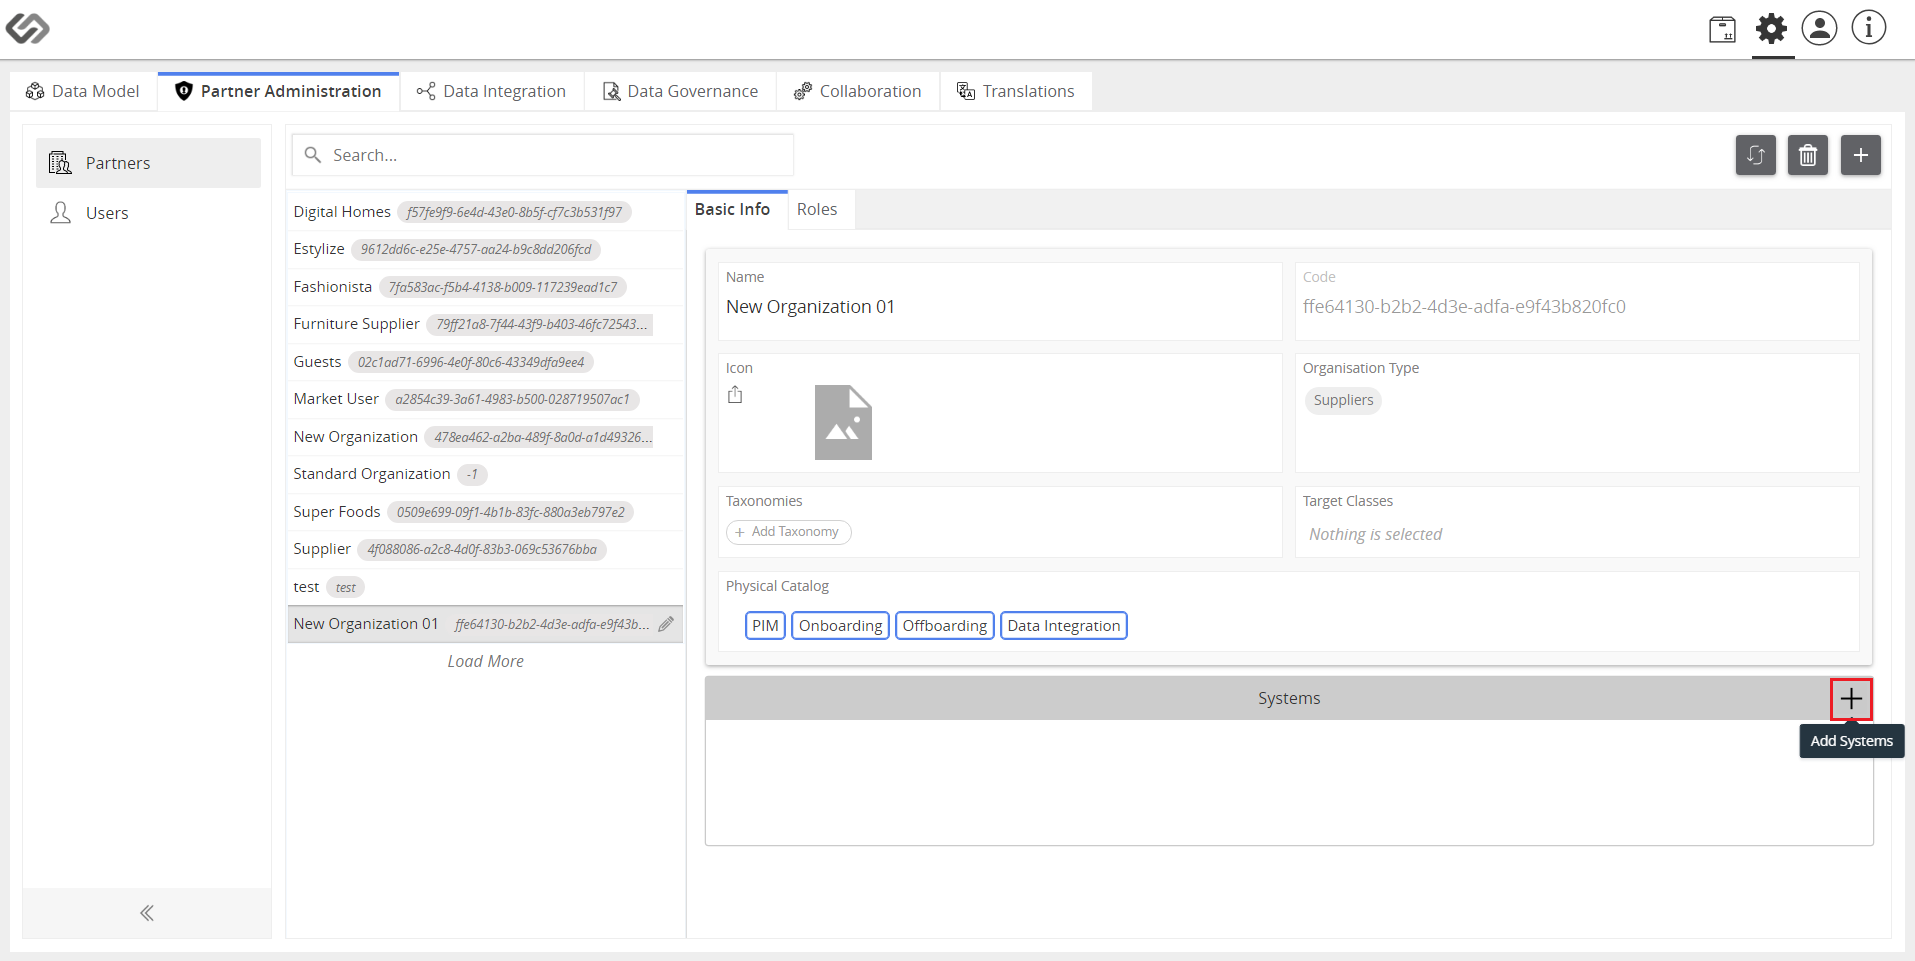 Data Model
Partner Administration
Data Integration
Data Governance
Collaboration
Translations
Partners
Users
Search...
Digital Homes f57fe9f9-6e4d-43e0-8b5f-cf7c3b531f97
Estylize 9612dd6c-e25e-4757-aa24-b9c8dd206fcd
Fashionista 7fa583ac-f5b4-4138-b009-117239ead1c7
Furniture Supplier 79ff21a8-7f44-43f9-b403-46fc72543...
Guests 02c1ad71-6996-4e0f-80c6-43349dfa9ee4
Market User a2854c39-3a61-4983-b500-028719507ac1
New Organization 478ea462-a2ba-489f-8a0d-a1d49326...
Standard Organization -1
Super Foods 0509e699-09f1-4b1b-83fc-880a3eb797e2
Supplier 4f088086-a2c8-4d0f-83b3-069c53676bba
test test
New Organization 01 ffe64130-b2b2-4d3e-adfa-e9f43b...
Load More
Basic Info
Roles
Name
New Organization 01
Code
ffe64130-b2b2-4d3e-adfa-e9f43b820fc0
Icon
Organisation Type
Suppliers
Taxonomies
+ Add Taxonomy
Target Classes
Nothing is selected
Physical Catalog
PIM Onboarding Offboarding Data Integration
Systems
Add Systems